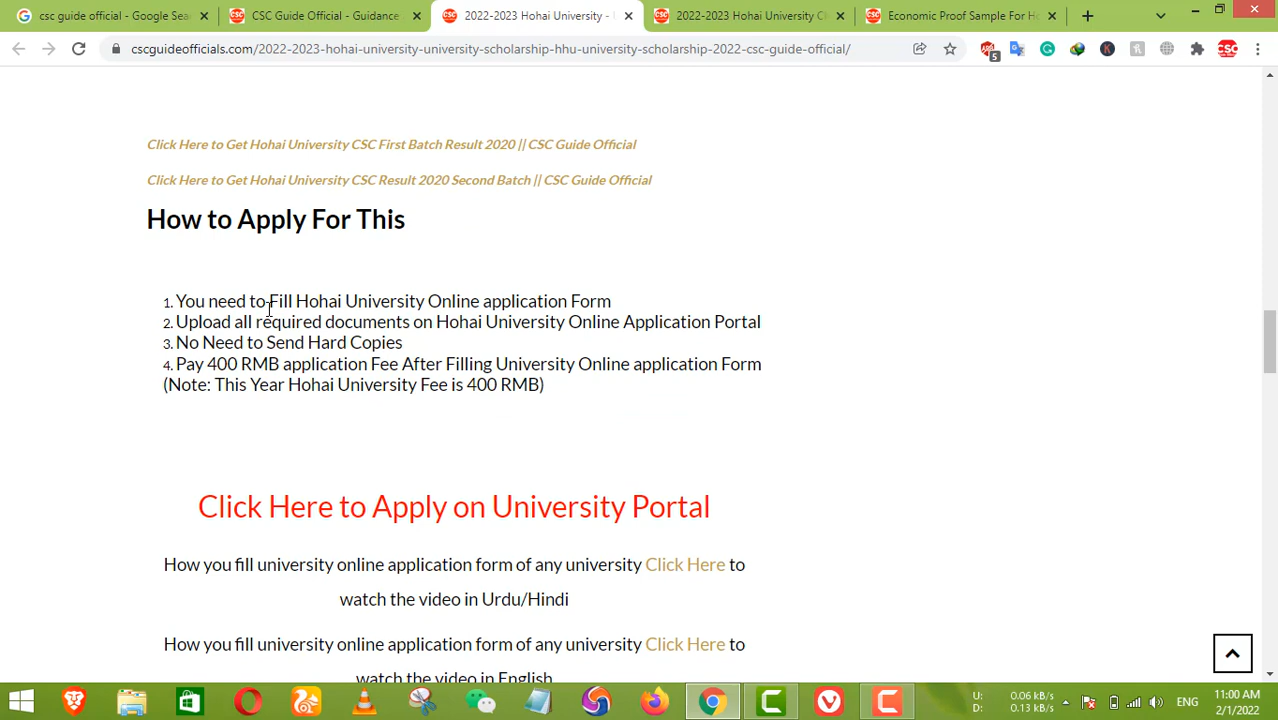 csc guide official - Google Sea
CSC Guide Official - Guidance
2022-2023 Hohai University -
2022-2023 Hohai University C
Economic Proof Sample For H
cscguideofficials.com/2022-2023-hohai-university-university-scholarship-hhu-university-scholarship-2022-csc-guide-official/
5
CSC
Click Here to Get Hohai University CSC First Batch Result 2020 || CSC Guide Official
Click Here to Get Hohai University CSC Result 2020 Second Batch || CSC Guide Official
How to Apply For This
1. You need to Fill Hohai University Online application Form
2. Upload all required documents on Hohai University Online Application Portal
3. No Need to Send Hard Copies
4. Pay 400 RMB application Fee After Filling University Online application Form
(Note: This Year Hohai University Fee is 400 RMB)
Click Here to Apply on University Portal
How you fill university online application form of any university Click Here to
watch the video in Urdu/Hindi
How you fill university online application form of any university Click Here to
watch the video in English
U: 0.06 kB/s
D: 0.13 kB/s
ENG
11:00 AM
2/1/2022